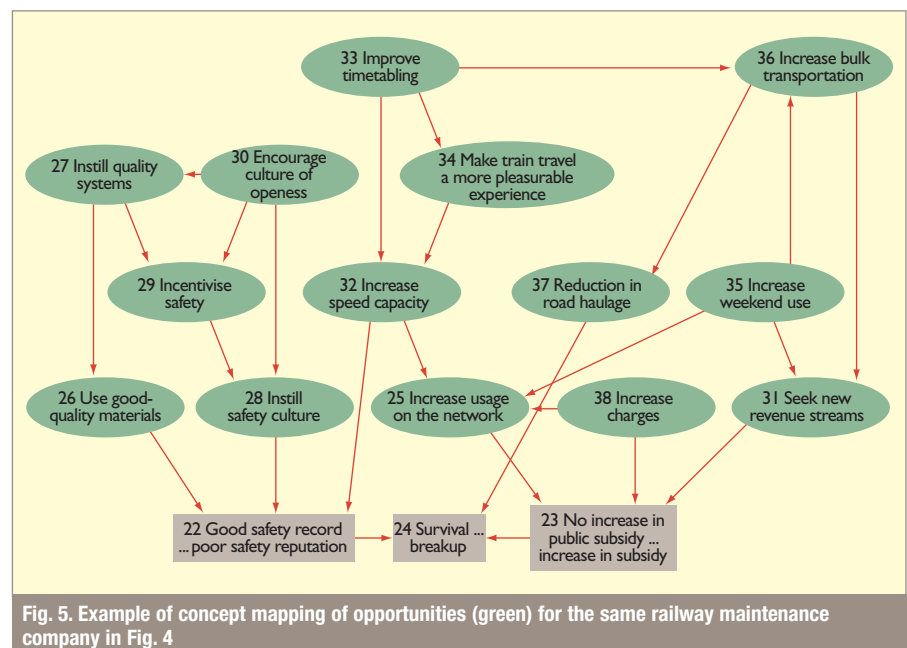 33 Improve
timetabling
36 Increase bulk
transportation
27 Instill quality
systems
30 Encourage
culture of
openess
34 Make train travel
a more pleasurable
experience
29 Incentivise
safety
32 Increase
speed capacity
37 Reduction in
road haulage
35 Increase
weekend use
26 Use good-
quality materials
28 Instill
safety culture
25 Increase usage
on the network
38 Increase
charges
31 Seek new
revenue streams
22 Good safety record
... poor safety reputation
24 Survival ...
breakup
23 No increase in
public subsidy ...
increase in subsidy
Fig. 5. Example of concept mapping of opportunities (green) for the same railway maintenance
company in Fig. 4